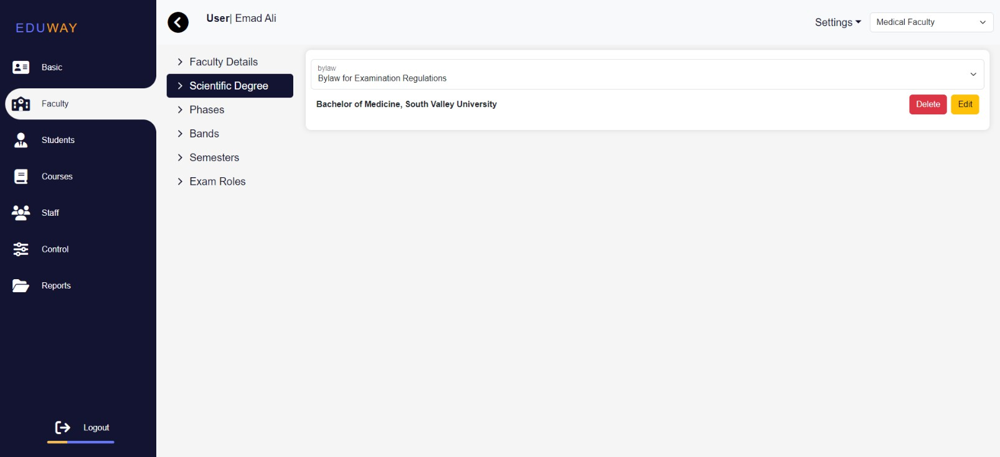 EDUWAY
Basic
Faculty
Students
Courses
Staff
Control
Reports
Logout
User| Emad Ali
Settings
Medical Faculty
Faculty Details
Scientific Degree
Phases
Bands
Semesters
Exam Roles
bylaw
Bylaw for Examination Regulations
Bachelor of Medicine, South Valley University
Delete
Edit